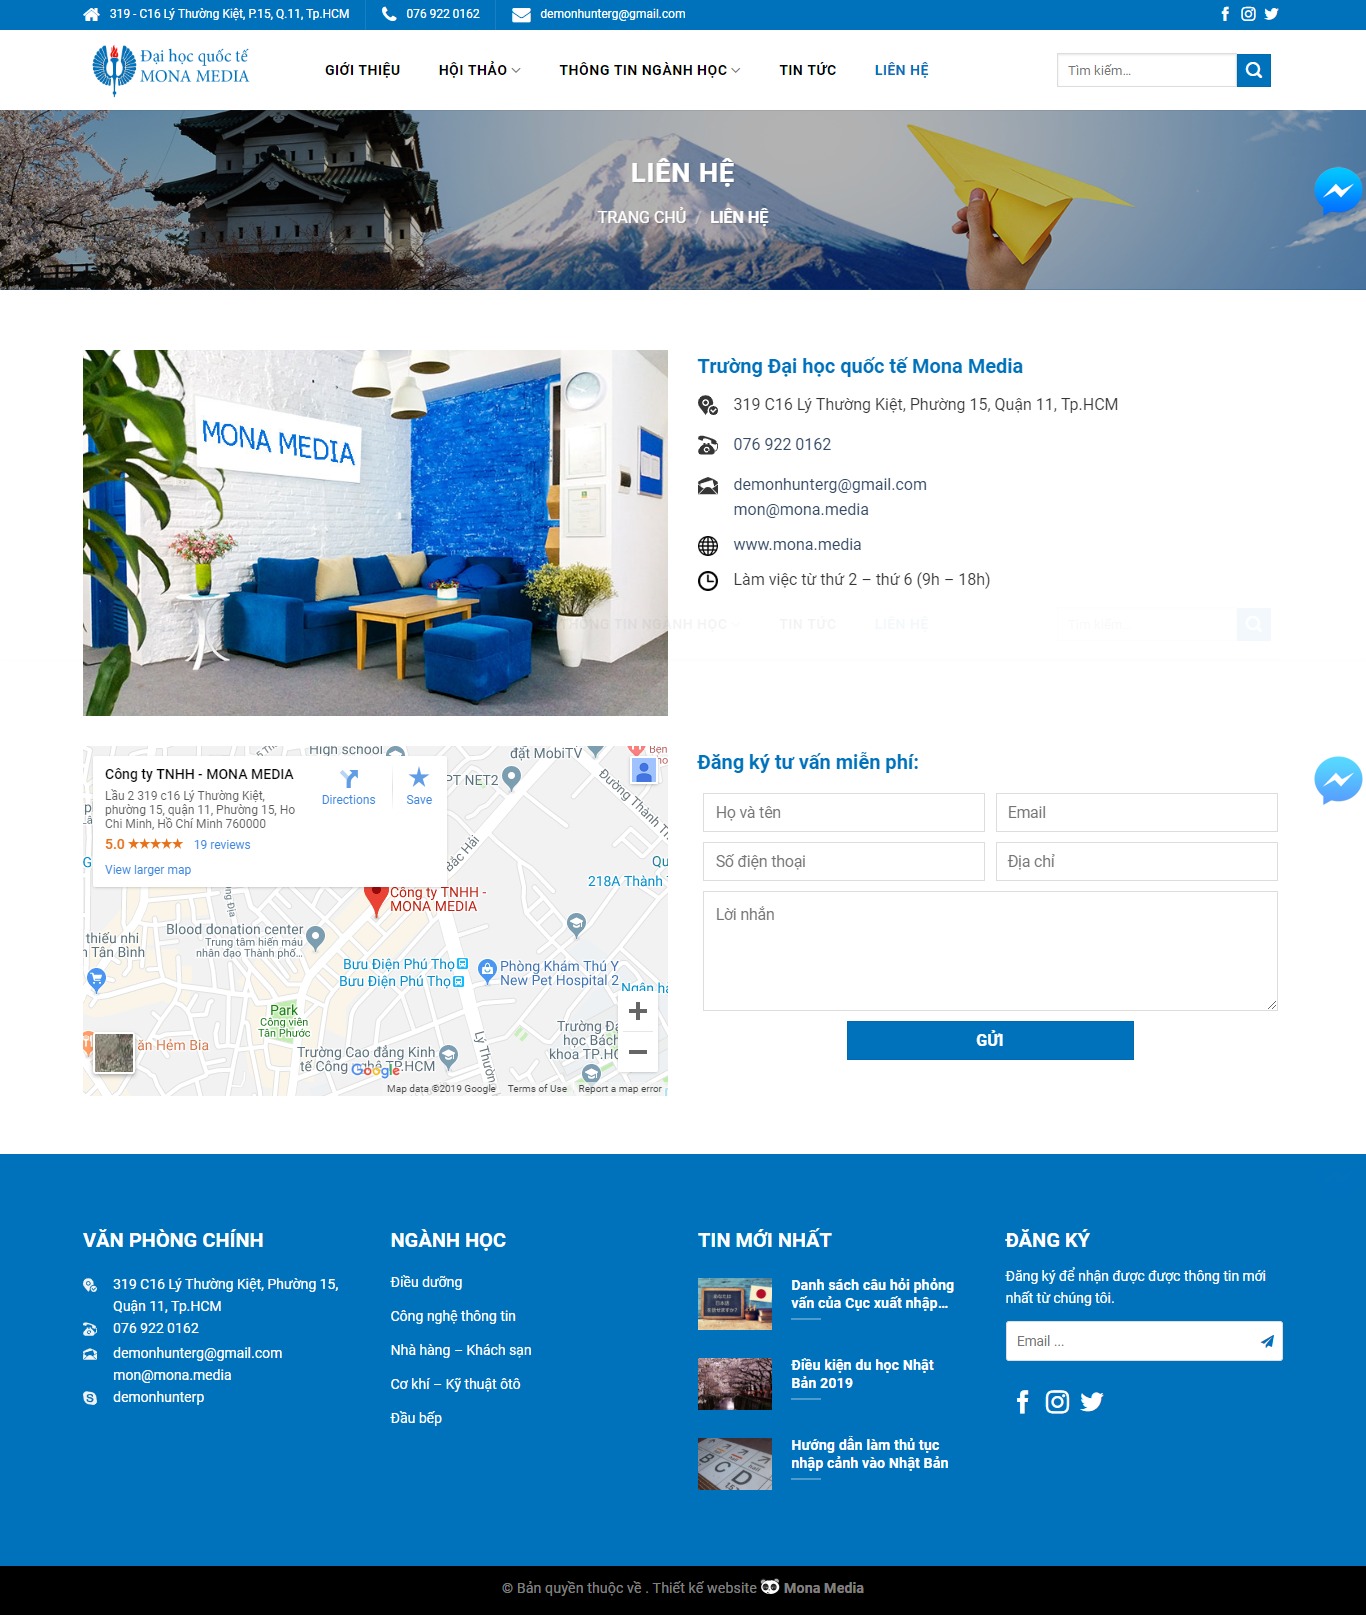 319 - C16 Lý Thường Kiệt, P.15, Q.11, Tp.HCM
076 922 0162
demonhunterg@gmail.com
Đại học quốc tế
MONA MEDIA
GIỚI THIỆU
HỘI THẢO
THÔNG TIN NGÀNH HỌC
TIN TỨC
LIÊN HỆ
Tìm kiếm...
LIÊN HỆ
TRANG CHỦ / LIÊN HỆ
MONA MEDIA
Trường Đại học quốc tế Mona Media
319 C16 Lý Thường Kiệt, Phường 15, Quận 11, Tp.HCM
076 922 0162
demonhunterg@gmail.com
mon@mona.media
www.mona.media
Làm việc từ thứ 2 – thứ 6 (9h – 18h)
THÔNG TIN NGÀNH HỌC
TIN TỨC
LIÊN HỆ
Công ty TNHH - MONA MEDIA
Lầu 2 319 c16 Lý Thường Kiệt,
phường 15, quận 11, Phường 15, Ho
Chi Minh, Hồ Chí Minh 760000
5.0 ★★★★★ 19 reviews
View larger map
Directions
Save
High school
đặt MobiTV
PT NET2
Đường Thành T
Bắc Hải
218A Thành
Công ty TNHH -
MONA MEDIA
Blood donation center
Trung tâm hiến máu
nhân đạo Thành phố...
thiếu nhi
Tân Bình
Bưu Điện Phú Thọ
Bưu Điện Phú Thọ
Phòng Khám Thú Y
New Pet Hospital 2
Ngân hà
Park
Công viên
Tân Phước
ăn Hẻm Bia
Trường Cao đẳng Kinh
tế Công nghệ TP.HCM
Lý Thườn
Trường Đạ
học Bách
khoa TP.HC
Google
Map data ©2019 Google
Terms of Use
Report a map error
Đăng ký tư vấn miễn phí:
Họ và tên
Email
Số điện thoại
Địa chỉ
Lời nhắn
GỬI
VĂN PHÒNG CHÍNH
319 C16 Lý Thường Kiệt, Phường 15,
Quận 11, Tp.HCM
076 922 0162
demonhunterg@gmail.com
mon@mona.media
demonhunterp
NGÀNH HỌC
Điều dưỡng
Công nghệ thông tin
Nhà hàng – Khách sạn
Cơ khí – Kỹ thuật ôtô
Đầu bếp
TIN MỚI NHẤT
Danh sách câu hỏi phỏng
vấn của Cục xuất nhập...
Điều kiện du học Nhật
Bản 2019
Hướng dẫn làm thủ tục
nhập cảnh vào Nhật Bản
ĐĂNG KÝ
Đăng ký để nhận được được thông tin mới
nhất từ chúng tôi.
Email ...
© Bản quyền thuộc về . Thiết kế website Mona Media